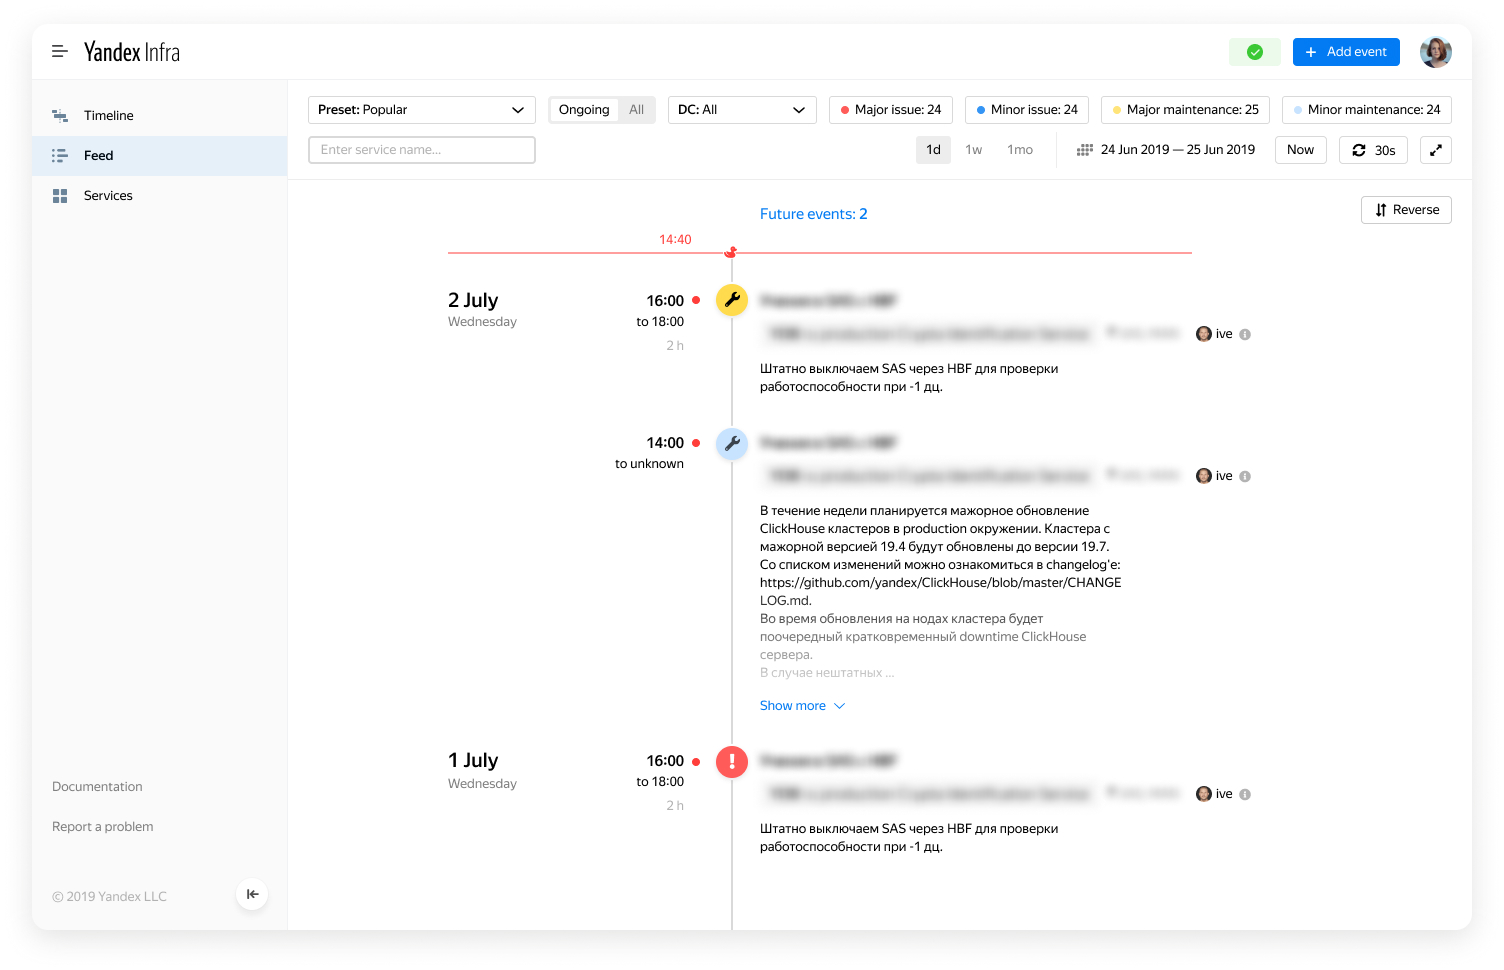 Yandex Infra
Add event
Timeline
Feed
Services
Preset: Popular
Ongoing All
DC: All
Major issue: 24
Minor issue: 24
Major maintenance: 25
Minor maintenance: 24
Enter service name...
1d 1w 1mo
24 Jun 2019 — 25 Jun 2019
Now
30s
Future events: 2
Reverse
14:40
2 July
Wednesday
16:00
to 18:00
2 h
ive
Штатно выключаем SAS через HBF для проверки
работоспособности при -1 дц.
14:00
to unknown
ive
В течение недели планируется мажорное обновление
ClickHouse кластеров в production окружении. Кластера с
мажорной версией 19.4 будут обновлены до версии 19.7.
Со списком изменений можно ознакомиться в changelog'e:
https://github.com/yandex/ClickHouse/blob/master/CHANGE
LOG.md.
Во время обновления на нодах кластера будет
поочередный кратковременный downtime ClickHouse
сервера.
В случае нештатных ...
Show more
1 July
Wednesday
16:00
to 18:00
2 h
ive
Штатно выключаем SAS через HBF для проверки
работоспособности при -1 дц.
Documentation
Report a problem
© 2019 Yandex LLC